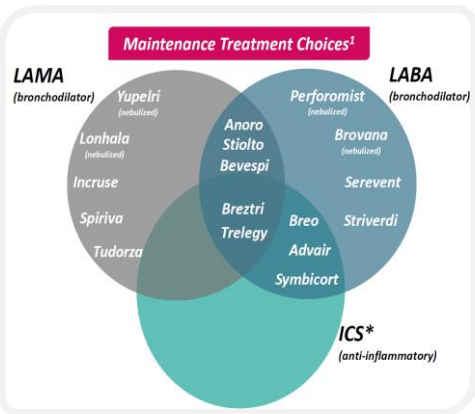 Maintenance Treatment Choices¹
LAMA
(bronchodilator)
LABA
(bronchodilator)
Yupelri
(nebulized)
Lonhala
(nebulized)
Incruse
Spiriva
Tudorza
Anoro
Stiolto
Bevespi
Breztri
Trelegy
Perforomist
(nebulized)
Brovana
(nebulized)
Serevent
Striverdi
Breo
Advair
Symbicort
ICS*
(anti-inflammatory)